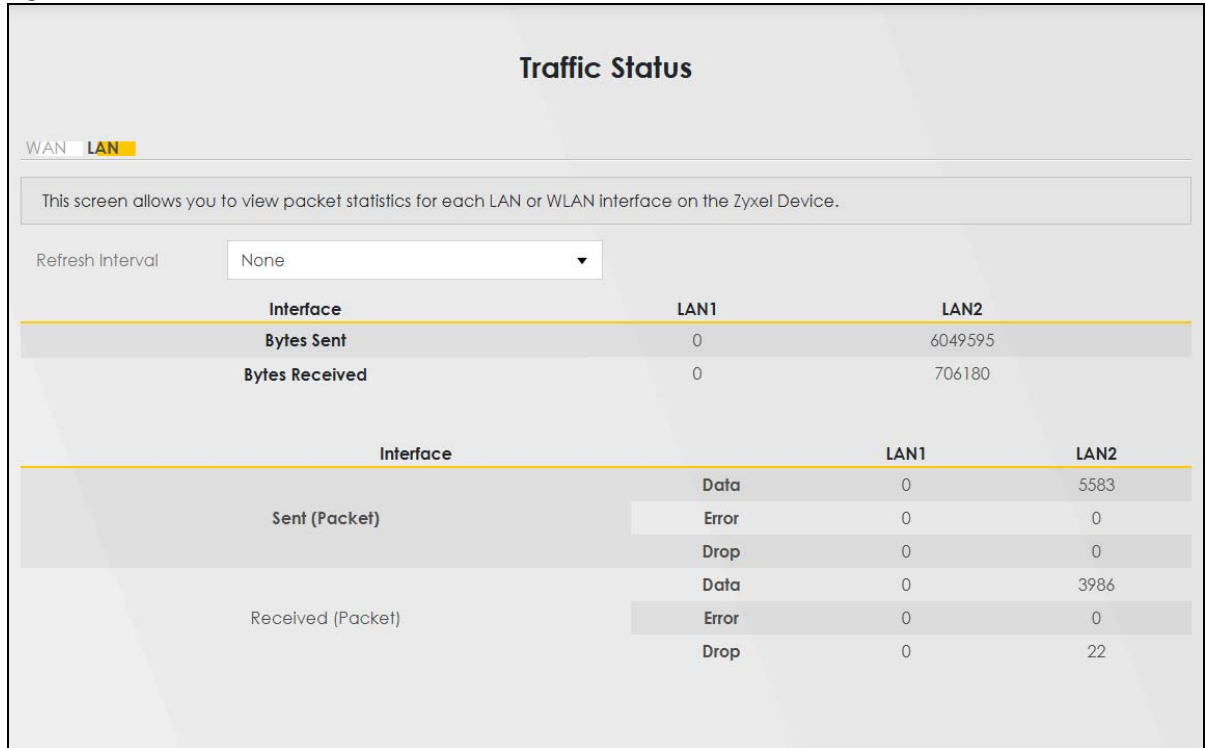 Traffic Status
WAN LAN
This screen allows you to view packet statistics for each LAN or WLAN interface on the Zyxel Device.
Refresh Interval None
Interface LAN1 LAN2
Bytes Sent 0 6049595
Bytes Received 0 706180
Interface LAN1 LAN2
Data 0 5583
Sent (Packet) Error 0 0
Drop 0 0
Data 0 3986
Received (Packet) Error 0 0
Drop 0 22